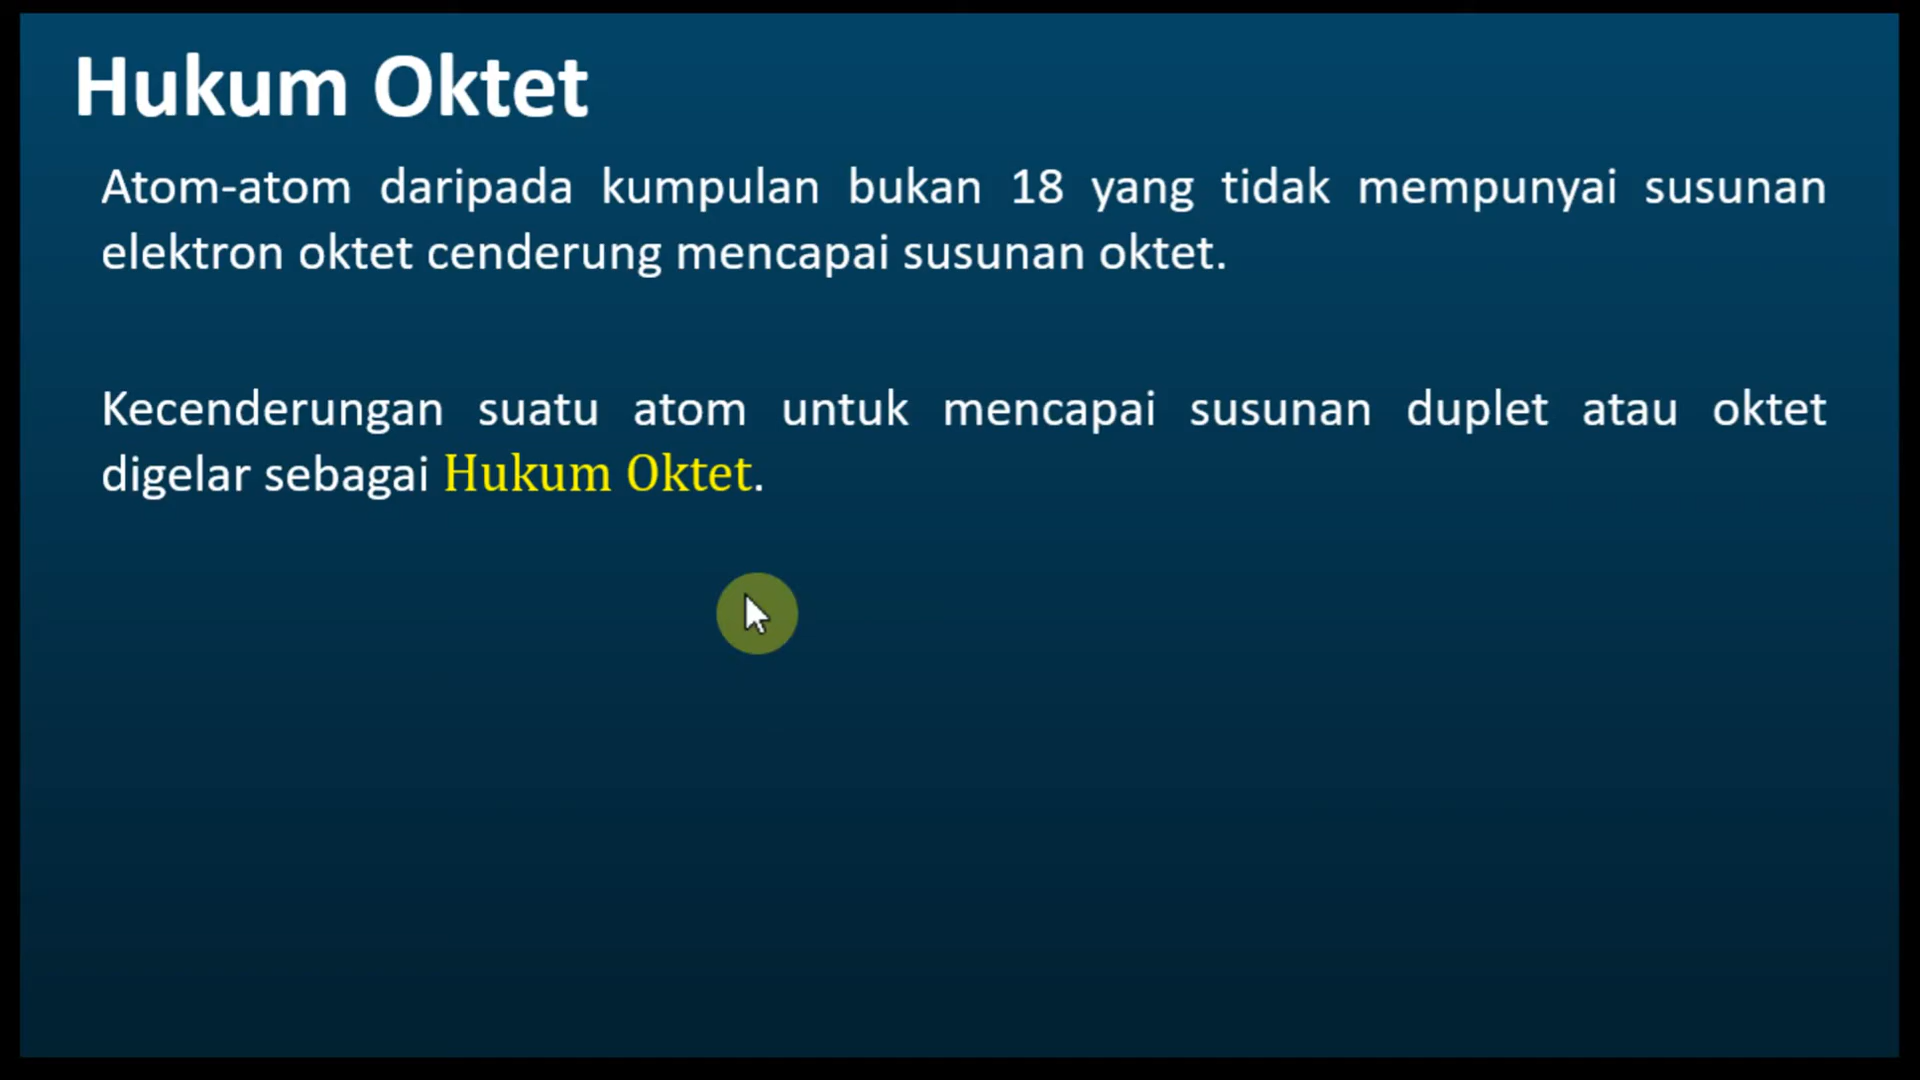 Hukum Oktet
Atom-atom daripada kumpulan bukan 18 yang tidak mempunyai susunan
elektron oktet cenderung mencapai susunan oktet.
Kecenderungan suatu atom untuk mencapai susunan duplet atau oktet
digelar sebagai Hukum Oktet.